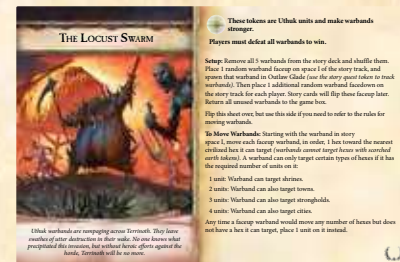 THE LOCUST SWARM
Uthuk warbands are rampaging across Terrinoth. They leave
swathes of utter destruction in their wake. No one knows what
precipitated this invasion, but without heroic efforts against the
horde, Terrinoth will be no more.
These tokens are Uthuk units and make warbands
stronger.
Players must defeat all warbands to win.
Setup: Remove all 5 warbands from the story deck and shuffle them.
Place 1 random warband faceup on space 1 of the story track, and
spawn that warband in Outlaw Glade (use the story quest token to track
warbands). Then place 1 additional random warband facedown on
the story track for each player. Story cards will flip these faceup later.
Return all unused warbands to the game box.
Flip this sheet over, but use this side if you need to refer to the rules for
moving warbands.
To Move Warbands: Starting with the warband in story
space 1, move each faceup warband, in order, 1 hex toward the nearest
civilized hex it can target (warbands cannot target hexes with scorched
earth tokens). A warband can only target certain types of hexes if it has
the required number of units on it:
1 unit: Warband can target shrines.
2 units: Warband can also target towns.
3 units: Warband can also target strongholds.
4 units: Warband can also target cities.
Any time a faceup warband would move any number of hexes but does
not have a hex it can target, place 1 unit on it instead.